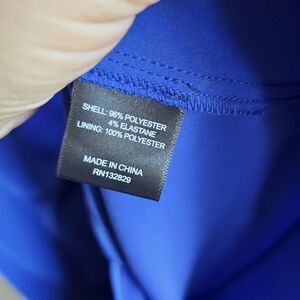 SHELL: 96% POLYESTER
4% ELASTANE
LINING: 100% POLYESTER
MADE IN CHINA
RN132829